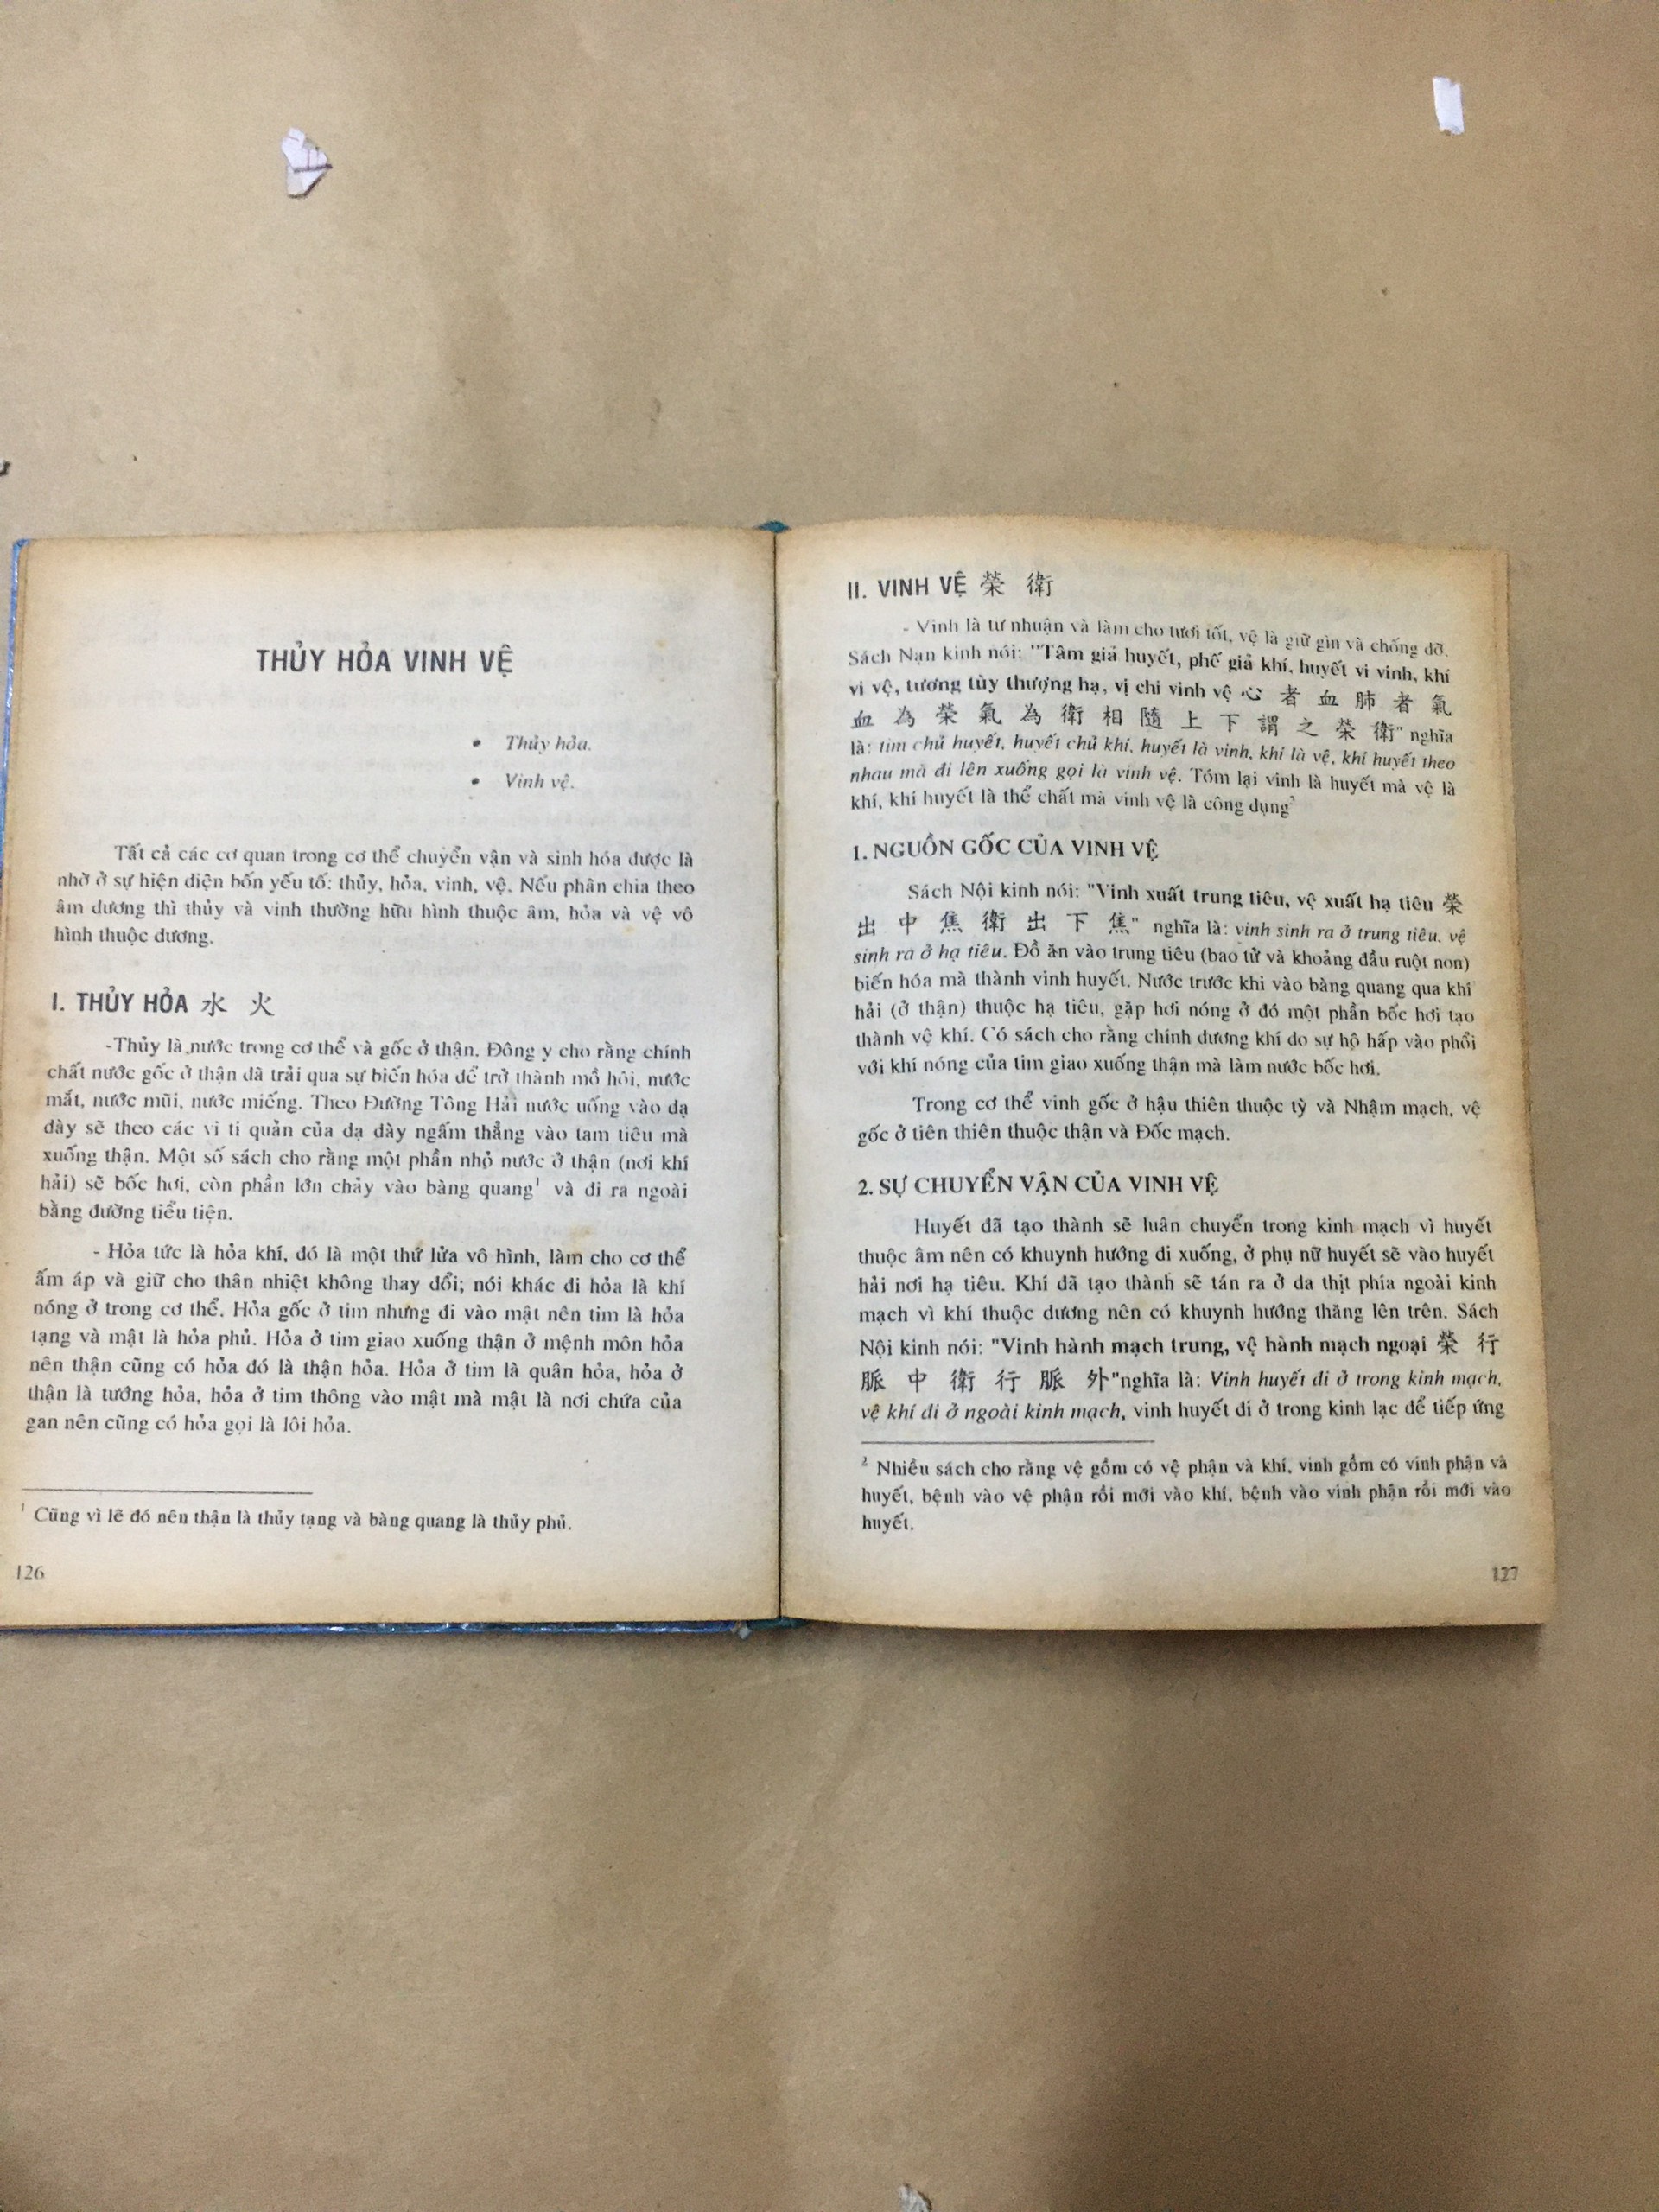 THỦY HỎA VINH VỆ
• Thủy hỏa.
• Vinh vệ.
Tất cả các cơ quan trong cơ thể chuyển vận và sinh hóa được là
nhờ ở sự hiện diện bốn yếu tố: thủy, hỏa, vinh, vệ. Nếu phân chia theo
âm dương thì thủy và vinh thường hữu hình thuộc âm, hỏa và vệ vô
hình thuộc dương.
I. THỦY HỎA 水 火
-Thủy là nước trong cơ thể và gốc ở thận. Đông y cho rằng chính
chất nước gốc ở thận đã trải qua sự biến hóa để trở thành mồ hôi, nước
mắt, nước mũi, nước miếng. Theo Đường Tông Hải nước uống vào dạ
dày sẽ theo các vi ti quản của dạ dày ngấm thẳng vào tam tiêu mà
xuống thận. Một số sách cho rằng một phần nhỏ nước ở thận (nơi khí
hải) sẽ bốc hơi, còn phần lớn chảy vào bàng quang1 và đi ra ngoài
bằng đường tiểu tiện.
- Hỏa tức là hỏa khí, đó là một thứ lửa vô hình, làm cho cơ thể
ấm áp và giữ cho thân nhiệt không thay đổi; nói khác đi hỏa là khí
nóng ở trong cơ thể. Hỏa gốc ở tim nhưng đi vào mật nên tim là hỏa
tạng và mật là hỏa phủ. Hỏa ở tim giao xuống thận ở mệnh môn hỏa
nên thận cũng có hỏa đó là thận hỏa. Hỏa ở tim là quân hỏa, hỏa ở
thận là tướng hỏa, hỏa ở tim thông vào mật mà mật là nơi chứa của
gan nên cũng có hỏa gọi là lôi hỏa.
1 Cũng vì lẽ đó nên thận là thủy tạng và bàng quang là thủy phủ.
126
II. VINH VỆ 榮 衛
- Vinh là tư nhuận và làm cho tươi tốt, vệ là giữ gìn và chống đỡ.
Sách Nạn kinh nói: "Tâm giả huyết, phế giả khí, huyết vi vinh, khí
vi vệ, tương tùy thượng hạ, vị chi vinh vệ 心 者 血 肺 者 氣
血 為 榮 氣 為 衛 相 隨 上 下 謂 之 榮 衛" nghĩa
là: tim chủ huyết, huyết chủ khí, huyết là vinh, khí là vệ, khí huyết theo
nhau mà đi lên xuống gọi là vinh vệ. Tóm lại vinh là huyết mà vệ là
khí, khí huyết là thể chất mà vinh vệ là công dụng2
1. NGUỒN GỐC CỦA VINH VỆ
Sách Nội kinh nói: "Vinh xuất trung tiêu, vệ xuất hạ tiêu 榮
出 中 焦 衛 出 下 焦" nghĩa là: vinh sinh ra ở trung tiêu, vệ
sinh ra ở hạ tiêu. Đồ ăn vào trung tiêu (bao tử và khoảng đầu ruột non)
biến hóa mà thành vinh huyết. Nước trước khi vào bàng quang qua khí
hải (ở thận) thuộc hạ tiêu, gặp hơi nóng ở đó một phần bốc hơi tạo
thành vệ khí. Có sách cho rằng chính dương khí do sự hô hấp vào phổi
với khí nóng của tim giao xuống thận mà làm nước bốc hơi.
Trong cơ thể vinh gốc ở hậu thiên thuộc tỳ và Nhậm mạch, vệ
gốc ở tiên thiên thuộc thận và Đốc mạch.
2. SỰ CHUYỂN VẬN CỦA VINH VỆ
Huyết đã tạo thành sẽ luân chuyển trong kinh mạch vì huyết
thuộc âm nên có khuynh hướng đi xuống, ở phụ nữ huyết sẽ vào huyết
hải nơi hạ tiêu. Khí đã tạo thành sẽ tán ra ở da thịt phía ngoài kinh
mạch vì khí thuộc dương nên có khuynh hướng thăng lên trên. Sách
Nội kinh nói: "Vinh hành mạch trung, vệ hành mạch ngoại 榮 行
脈 中 衛 行 脈 外"nghĩa là: Vinh huyết đi ở trong kinh mạch,
vệ khí đi ở ngoài kinh mạch, vinh huyết đi ở trong kinh lạc để tiếp ứng
2 Nhiều sách cho rằng vệ gồm có vệ phận và khí, vinh gồm có vinh phận và
huyết, bệnh vào vệ phận rồi mới vào khí, bệnh vào vinh phận rồi mới vào
huyết.
127